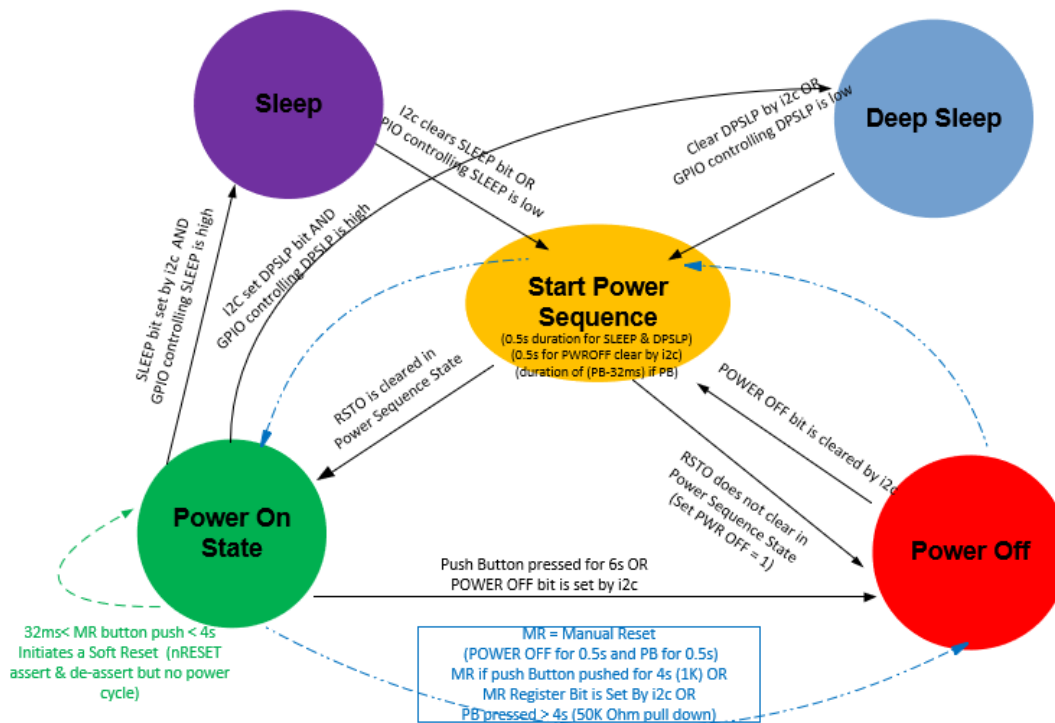 Sleep
Deep Sleep
I2c clears SLEEP bit OR
PIO controlling SLEEP is low
Clear DPSLP by i2c OR
GPIO controlling DPSLP is low
SLEEP bit set by i2c AND
GPIO controlling SLEEP is high
I2C set DPSLP bit AND
GPIO controlling DPSLP is high
Start Power
Sequence
(0.5s duration for SLEEP & DPSLP)
(0.5s for PWROFF clear by i2c)
(duration of (PB-32ms) if PB)
RSTO is cleared in
Power Sequence State
POWER OFF bit is cleared by i2c
RSTO does not clear in
Power Sequence State
(Set PWR OFF = 1)
Power On
State
Power Off
Push Button pressed for 6s OR
POWER OFF bit is set by i2c
32ms< MR button push < 4s
Initiates a Soft Reset (nRESET
assert & de-assert but no power
cycle)
MR = Manual Reset
(POWER OFF for 0.5s and PB for 0.5s)
MR if push Button pushed for 4s (1K) OR
MR Register Bit is Set By i2c OR
PB pressed > 4s (50K Ohm pull down)